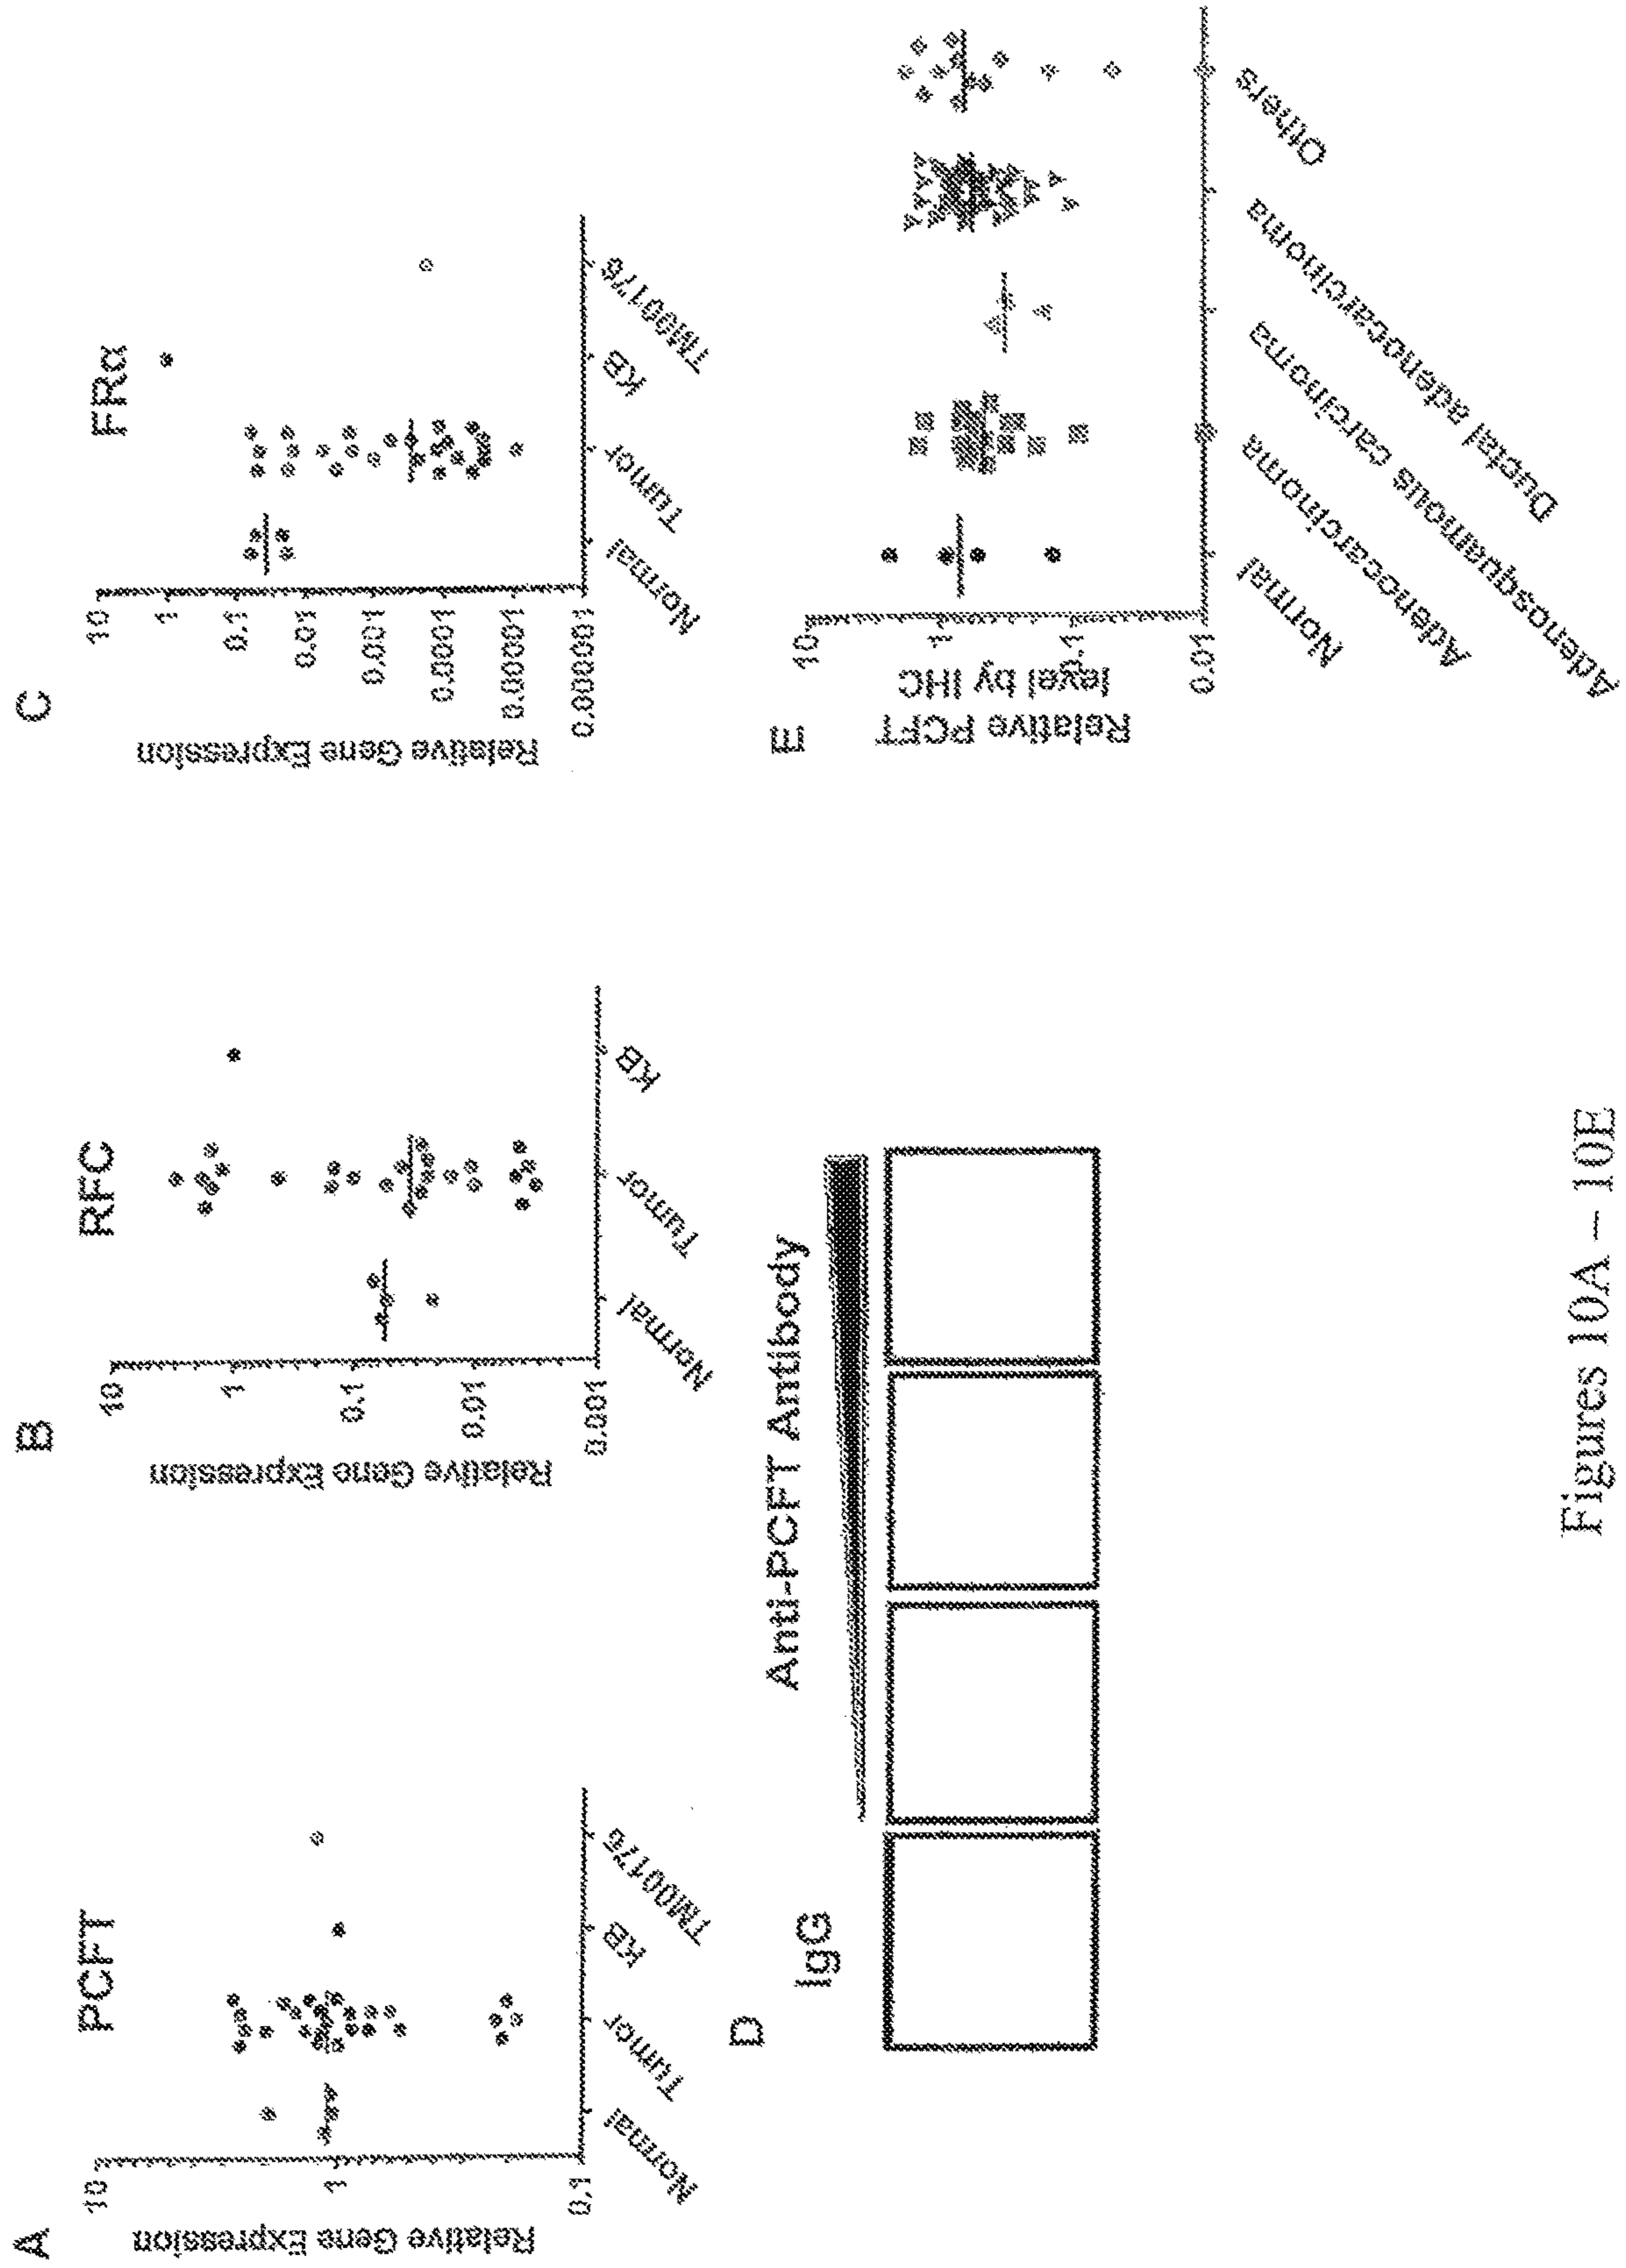 A
PCFT
Relative Gene Expression
10
1
0.1
Normal
Tumor
KB
TM00176
B
RFC
Relative Gene Expression
10
1
0.1
0.01
0.001
Normal
Tumor
KB
C
FRα
Relative Gene Expression
10
1
0.1
0.01
0.001
0.0001
0.00001
0.000001
Normal
Tumor
KB
TM00176
D
IgG
Anti-PCFT Antibody
E
Relative PCFT
level by IHC
10
1
0.1
0.01
Normal
Adenocarcinoma
Adenosquamous carcinoma
Ductal adenocarcinoma
Others
Figures 10A – 10E